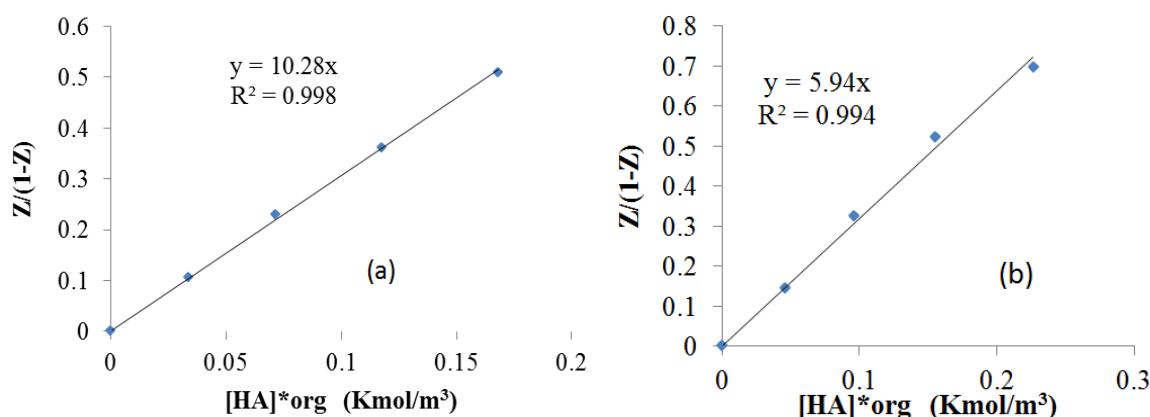 y = 10.28x
R² = 0.998
Z/(1-Z)
0.6
0.5
0.4
0.3
0.2
0.1
0
(a)
0 0.05 0.1 0.15 0.2
[HA]*org (Kmol/m³)
y = 5.94x
R² = 0.994
Z/(1-Z)
0.8
0.7
0.6
0.5
0.4
0.3
0.2
0.1
0
(b)
0 0.1 0.2 0.3
[HA]*org (Kmol/m³)